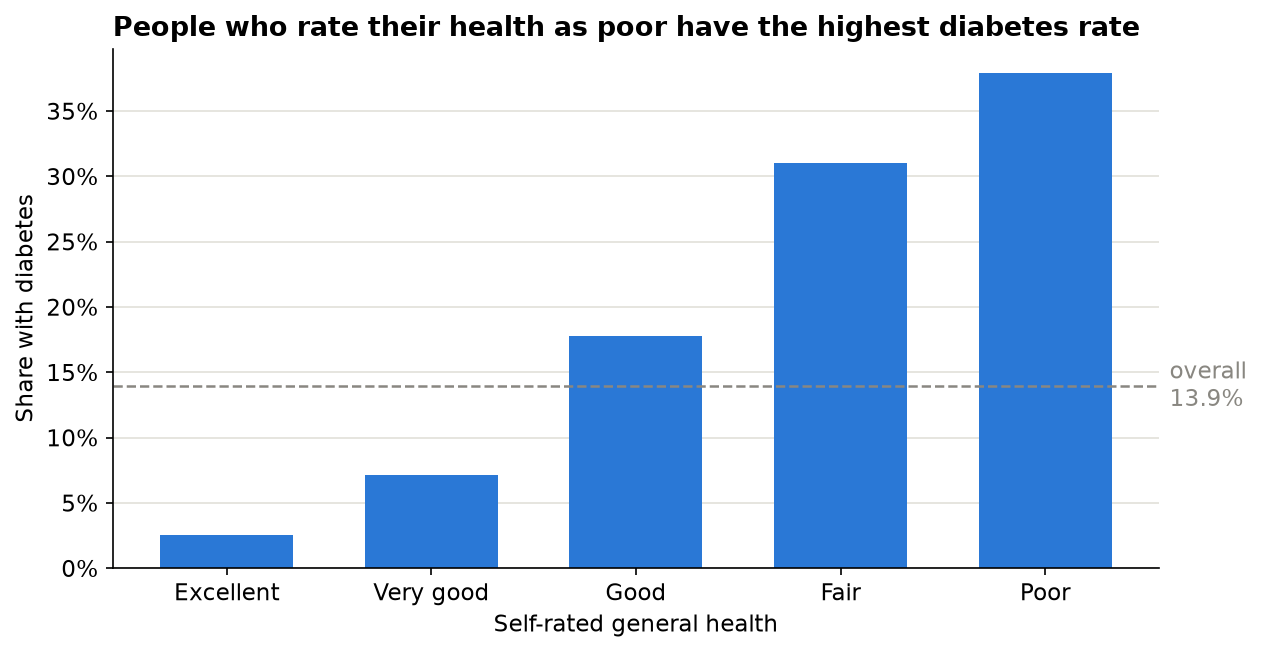 People who rate their health as poor have the highest diabetes rate
35%
30%
25%
20%
15%
10%
5%
0%
Share with diabetes
overall
13.9%
Excellent
Very good
Good
Fair
Poor
Self-rated general health